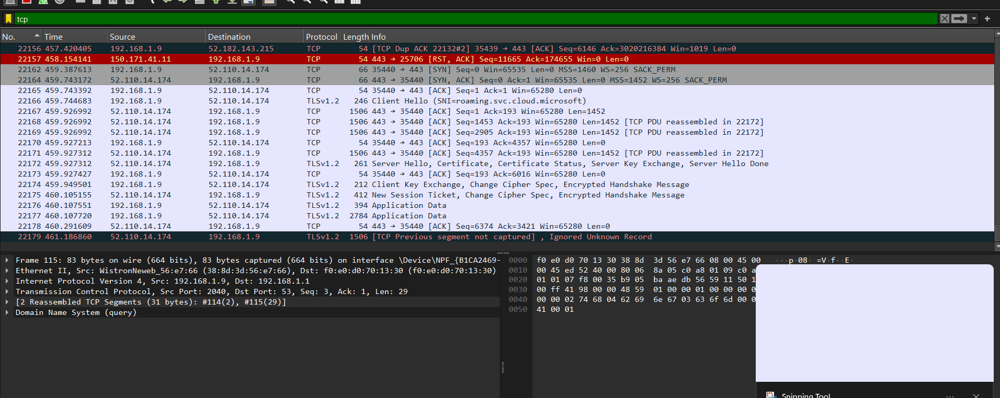 tcp
No. Time Source Destination Protocol Length Info
22156 457.420405 192.168.1.9 52.182.143.215 TCP 54 [TCP Dup ACK 22132#2] 35439 → 443 [ACK] Seq=6146 Ack=3020216384 Win=1019 Len=0
22157 458.154141 150.171.41.11 192.168.1.9 TCP 54 443 → 25706 [RST, ACK] Seq=11665 Ack=174655 Win=0 Len=0
22162 459.387613 192.168.1.9 52.110.14.174 TCP 66 35440 → 443 [SYN] Seq=0 Win=65535 Len=0 MSS=1460 WS=256 SACK_PERM
22164 459.743172 52.110.14.174 192.168.1.9 TCP 66 443 → 35440 [SYN, ACK] Seq=0 Ack=1 Win=65535 Len=0 MSS=1452 WS=256 SACK_PERM
22165 459.743392 192.168.1.9 52.110.14.174 TCP 54 35440 → 443 [ACK] Seq=1 Ack=1 Win=65280 Len=0
22166 459.744683 192.168.1.9 52.110.14.174 TLSv1.2 246 Client Hello (SNI=roaming.svc.cloud.microsoft)
22167 459.926992 52.110.14.174 192.168.1.9 TCP 1506 443 → 35440 [ACK] Seq=1 Ack=193 Win=65280 Len=1452
22168 459.926992 52.110.14.174 192.168.1.9 TCP 1506 443 → 35440 [ACK] Seq=1453 Ack=193 Win=65280 Len=1452 [TCP PDU reassembled in 22172]
22169 459.926992 52.110.14.174 192.168.1.9 TCP 1506 443 → 35440 [ACK] Seq=2905 Ack=193 Win=65280 Len=1452 [TCP PDU reassembled in 22172]
22170 459.927213 192.168.1.9 52.110.14.174 TCP 54 35440 → 443 [ACK] Seq=193 Ack=4357 Win=65280 Len=0
22171 459.927312 52.110.14.174 192.168.1.9 TCP 1506 443 → 35440 [ACK] Seq=4357 Ack=193 Win=65280 Len=1452 [TCP PDU reassembled in 22172]
22172 459.927312 52.110.14.174 192.168.1.9 TLSv1.2 261 Server Hello, Certificate, Certificate Status, Server Key Exchange, Server Hello Done
22173 459.927427 192.168.1.9 52.110.14.174 TCP 54 35440 → 443 [ACK] Seq=193 Ack=6016 Win=65280 Len=0
22174 459.949501 192.168.1.9 52.110.14.174 TLSv1.2 212 Client Key Exchange, Change Cipher Spec, Encrypted Handshake Message
22175 460.105155 52.110.14.174 192.168.1.9 TLSv1.2 412 New Session Ticket, Change Cipher Spec, Encrypted Handshake Message
22176 460.107551 192.168.1.9 52.110.14.174 TLSv1.2 394 Application Data
22177 460.107720 192.168.1.9 52.110.14.174 TLSv1.2 2784 Application Data
22178 460.291609 52.110.14.174 192.168.1.9 TCP 54 443 → 35440 [ACK] Seq=6374 Ack=3421 Win=65280 Len=0
22179 461.186860 52.110.14.174 192.168.1.9 TLSv1.2 1506 [TCP Previous segment not captured] , Ignored Unknown Record
Frame 115: 83 bytes on wire (664 bits), 83 bytes captured (664 bits) on interface \Device\NPF_{B1CA2469-
Ethernet II, Src: WistronNeweb_56:e7:66 (38:8d:3d:56:e7:66), Dst: f0:e0:d0:70:13:30 (f0:e0:d0:70:13:30)
Internet Protocol Version 4, Src: 192.168.1.9, Dst: 192.168.1.1
Transmission Control Protocol, Src Port: 2040, Dst Port: 53, Seq: 3, Ack: 1, Len: 29
[2 Reassembled TCP Segments (31 bytes): #114(2), #115(29)]
Domain Name System (query)
0000 f0 e0 d0 70 13 30 38 8d 3d 56 e7 66 08 00 45 00 ···p·08· =V·f··E·
0010 00 45 ed 52 40 00 80 06 8a 05 c0 a8 01 09 c0 a
0020 01 01 07 f8 00 35 b9 05 ba ae db 56 59 11 50 1
0030 00 ff 41 98 00 00 48 59 01 00 00 01 00 00 00 0
0040 00 00 02 74 68 04 62 69 6e 67 03 63 6f 6d 00 0
0050 41 00 01
Snipping Tool